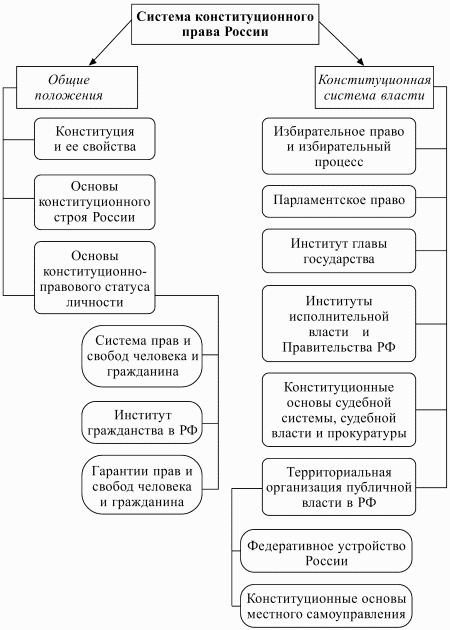 Система конституционного
права России
Общие
положения
Конституция
и ее свойства
Основы
конституционного
строя России
Основы
конституционно-
правового статуса
личности
Система прав и
свобод человека и
гражданина
Институт
гражданства в РФ
Гарантии прав и
свобод человека
и гражданина
Конституционная
система власти
Избирательное право
и избирательный
процесс
Парламентское право
Институт главы
государства
Институты
исполнительной
власти и
Правительства РФ
Конституционные
основы судебной
системы, судебной
власти и прокуратуры
Территориальная
организация публичной
власти в РФ
Федеративное устройство
России
Конституционные основы
местного самоуправления